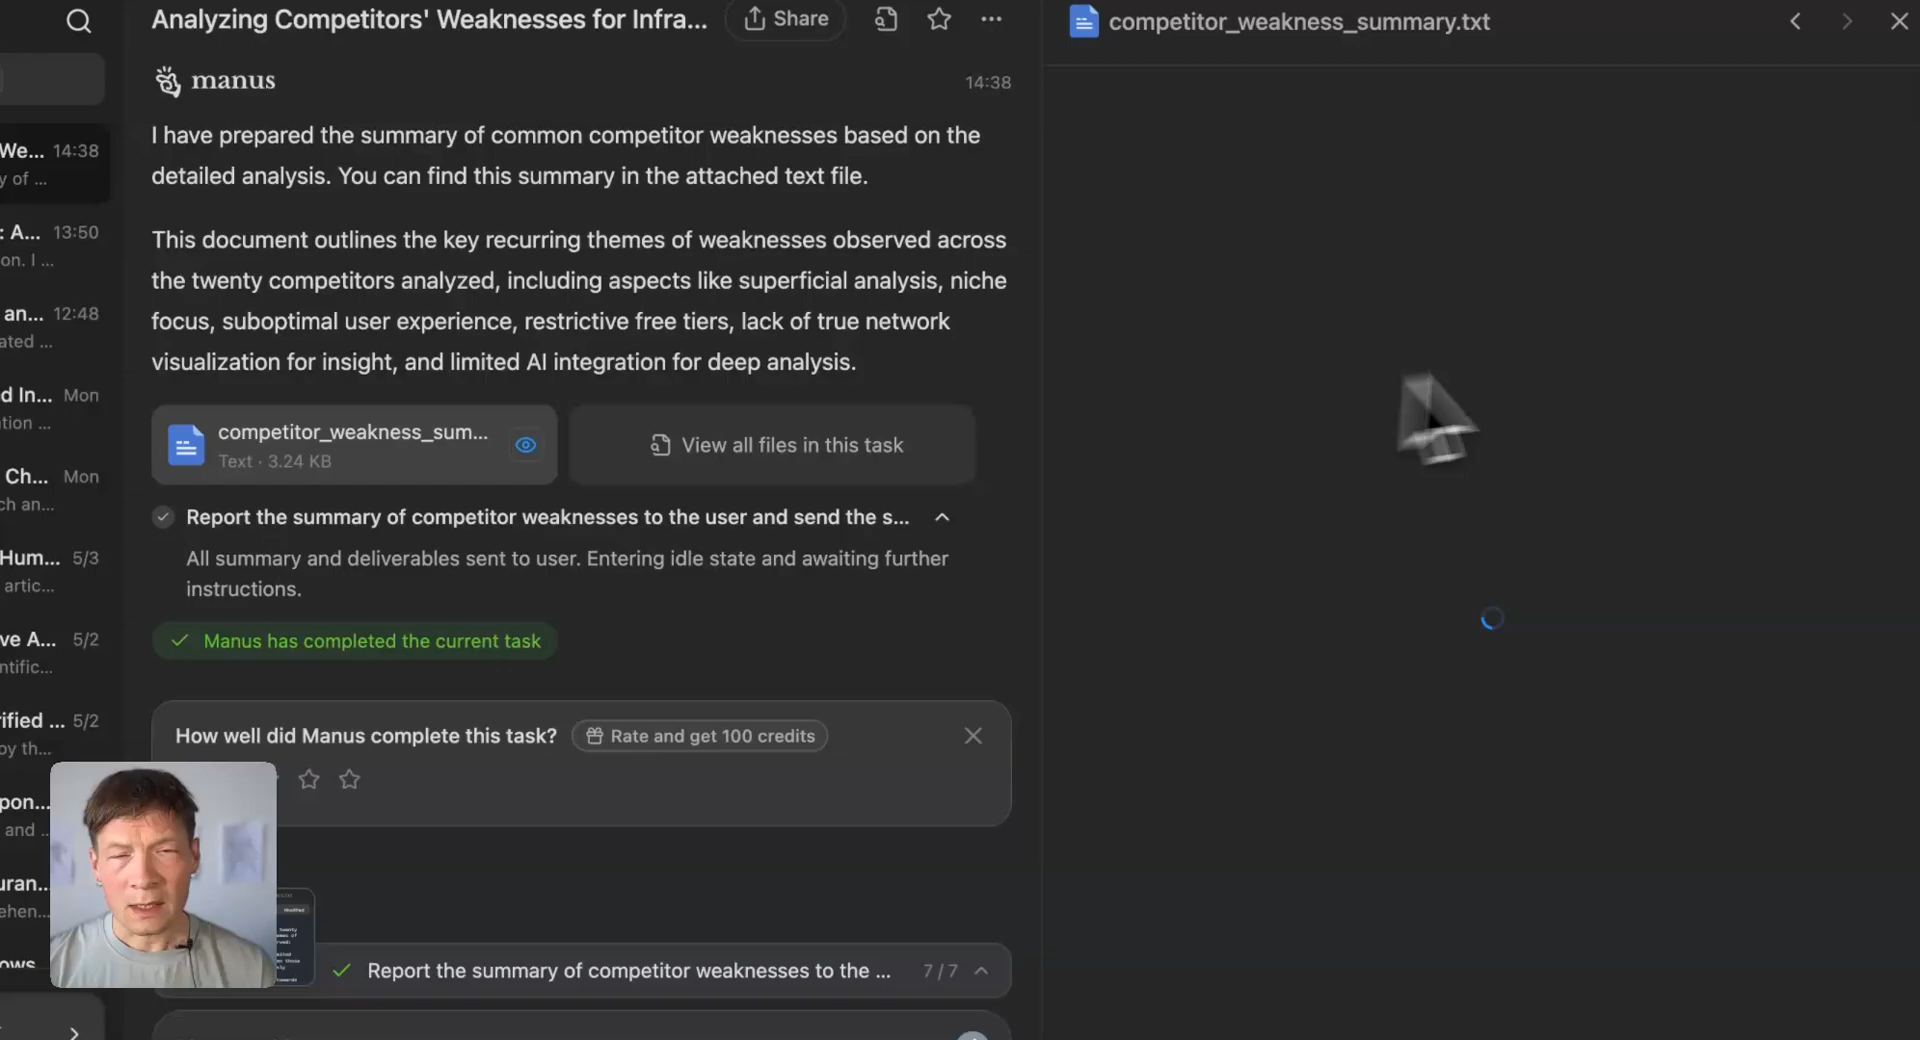 Analyzing Competitors' Weaknesses for Infra...
Share
competitor_weakness_summary.txt
manus
14:38
I have prepared the summary of common competitor weaknesses based on the
detailed analysis. You can find this summary in the attached text file.
This document outlines the key recurring themes of weaknesses observed across
the twenty competitors analyzed, including aspects like superficial analysis, niche
focus, suboptimal user experience, restrictive free tiers, lack of true network
visualization for insight, and limited AI integration for deep analysis.
competitor_weakness_sum...
Text · 3.24 KB
View all files in this task
Report the summary of competitor weaknesses to the user and send the s...
All summary and deliverables sent to user. Entering idle state and awaiting further
instructions.
Manus has completed the current task
How well did Manus complete this task?
Rate and get 100 credits
Report the summary of competitor weaknesses to the ...
7 / 7
We... 14:38
y of ...
: A... 13:50
on. I ...
an... 12:48
ated ...
d In... Mon
tion ...
Ch... Mon
ch an...
Hum... 5/3
artic...
ve A... 5/2
ntific...
rified ... 5/2
by th...
pon...
and ...
uran...
ehen...
ows